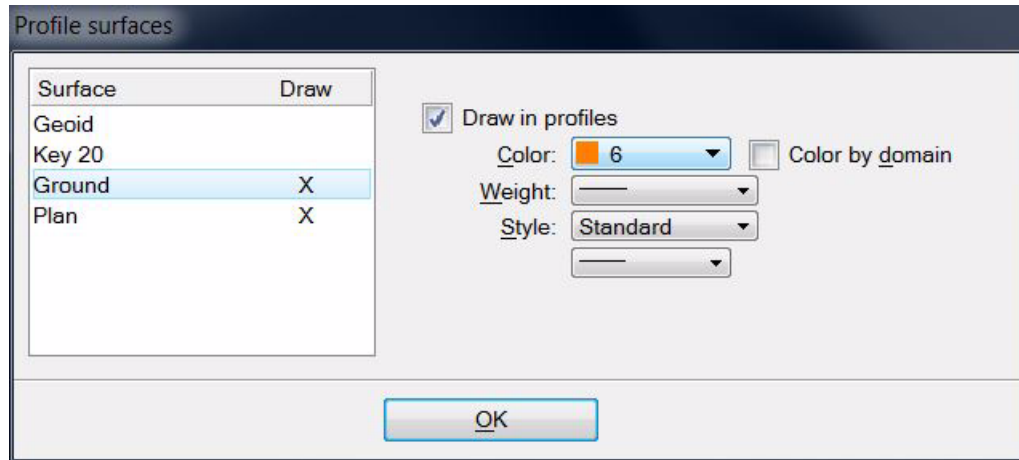 Profile surfaces
Surface Draw
Geoid
Key 20
Ground X
Plan X
Draw in profiles
Color: 6 Color by domain
Weight:
Style: Standard
OK